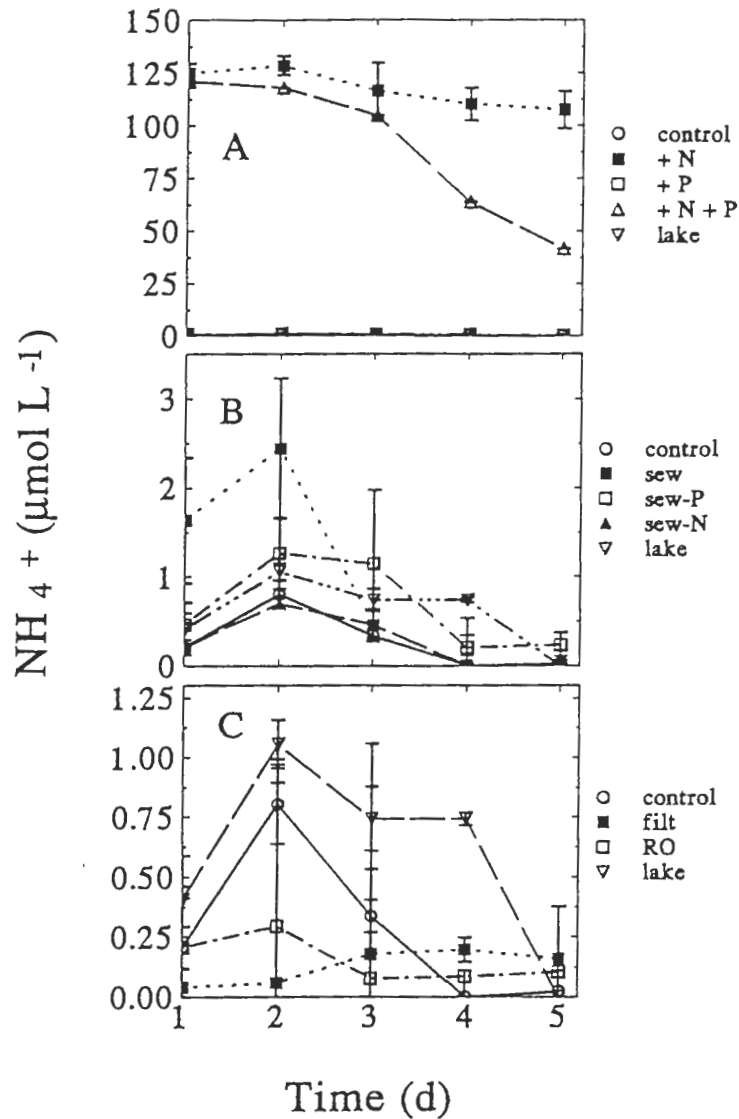 NH 4 + (μmol L -1)
150
125
100
75
50
25
0
A
control
+ N
+ P
+ N + P
lake
3
2
1
0
B
control
sew
sew-P
sew-N
lake
1.25
1.00
0.75
0.50
0.25
0.00
C
control
filt
RO
lake
1 2 3 4 5
Time (d)